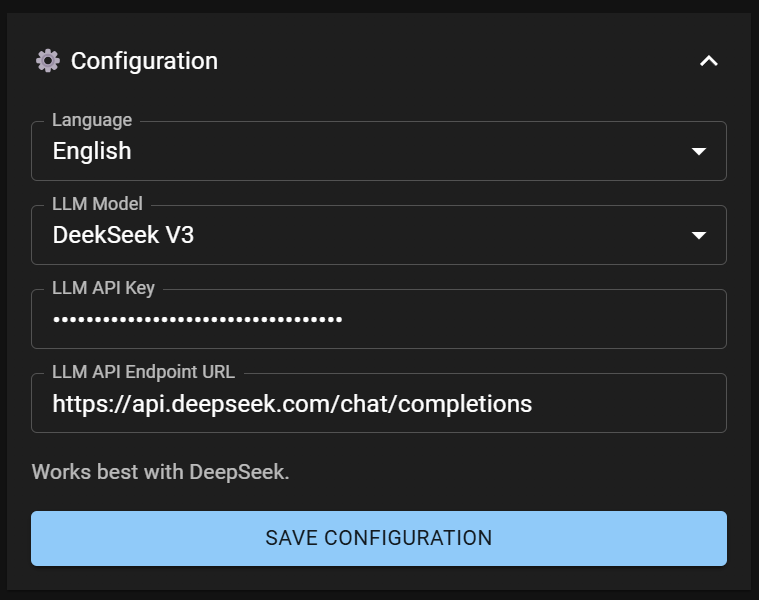 Configuration
Language
English
LLM Model
DeekSeek V3
LLM API Key
•••••••••••••••••••••••••••••••••••
LLM API Endpoint URL
https://api.deepseek.com/chat/completions
Works best with DeepSeek.
SAVE CONFIGURATION